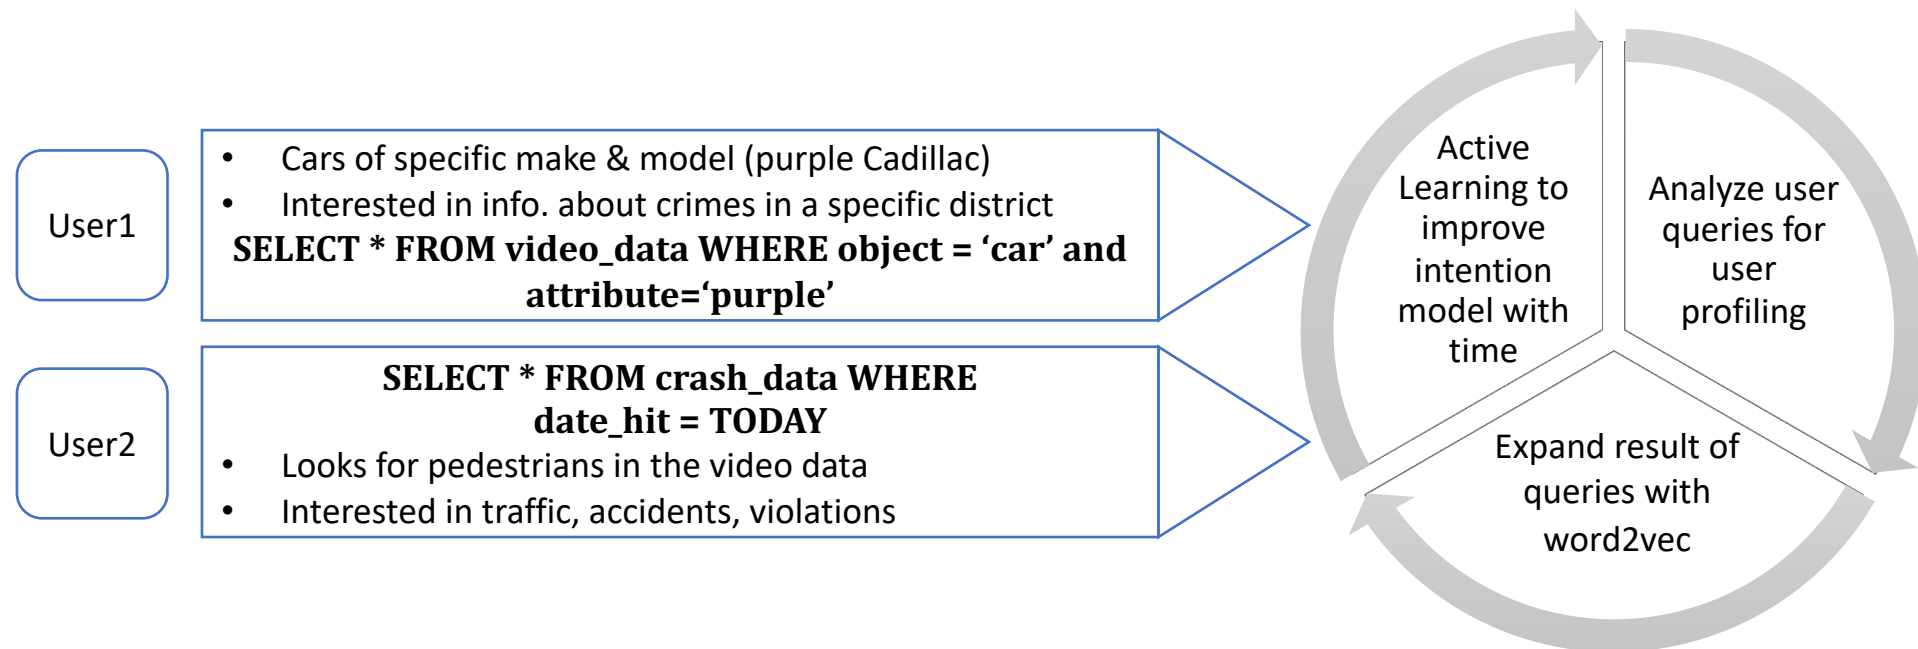 User1
• Cars of specific make & model (purple Cadillac)
• Interested in info. about crimes in a specific district
SELECT * FROM video_data WHERE object = ‘car’ and
attribute=‘purple’
User2
SELECT * FROM crash_data WHERE
date_hit = TODAY
• Looks for pedestrians in the video data
• Interested in traffic, accidents, violations
Active
Learning to
improve
intention
model with
time
Analyze user
queries for
user
profiling
Expand result of
queries with
word2vec